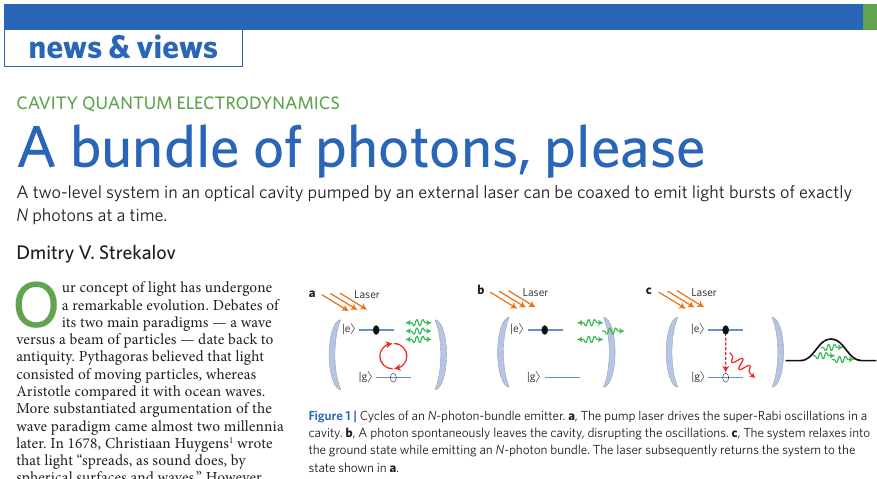 news & views
CAVITY QUANTUM ELECTRODYNAMICS
A bundle of photons, please
A two-level system in an optical cavity pumped by an external laser can be coaxed to emit light bursts of exactly
N photons at a time.
Dmitry V. Strekalov
Our concept of light has undergone
a remarkable evolution. Debates of
its two main paradigms — a wave
versus a beam of particles — date back to
antiquity. Pythagoras believed that light
consisted of moving particles, whereas
Aristotle compared it with ocean waves.
More substantiated argumentation of the
wave paradigm came almost two millennia
later. In 1678, Christiaan Huygens¹ wrote
that light “spreads, as sound does, by
spherical surfaces and waves”. However,
a
Laser
|e⟩
|g⟩
b
Laser
|e⟩
|g⟩
c
Laser
|e⟩
|g⟩
Figure 1 | Cycles of an N-photon-bundle emitter. a, The pump laser drives the super-Rabi oscillations in a
cavity. b, A photon spontaneously leaves the cavity, disrupting the oscillations. c, The system relaxes into
the ground state while emitting an N-photon bundle. The laser subsequently returns the system to the
state shown in a.